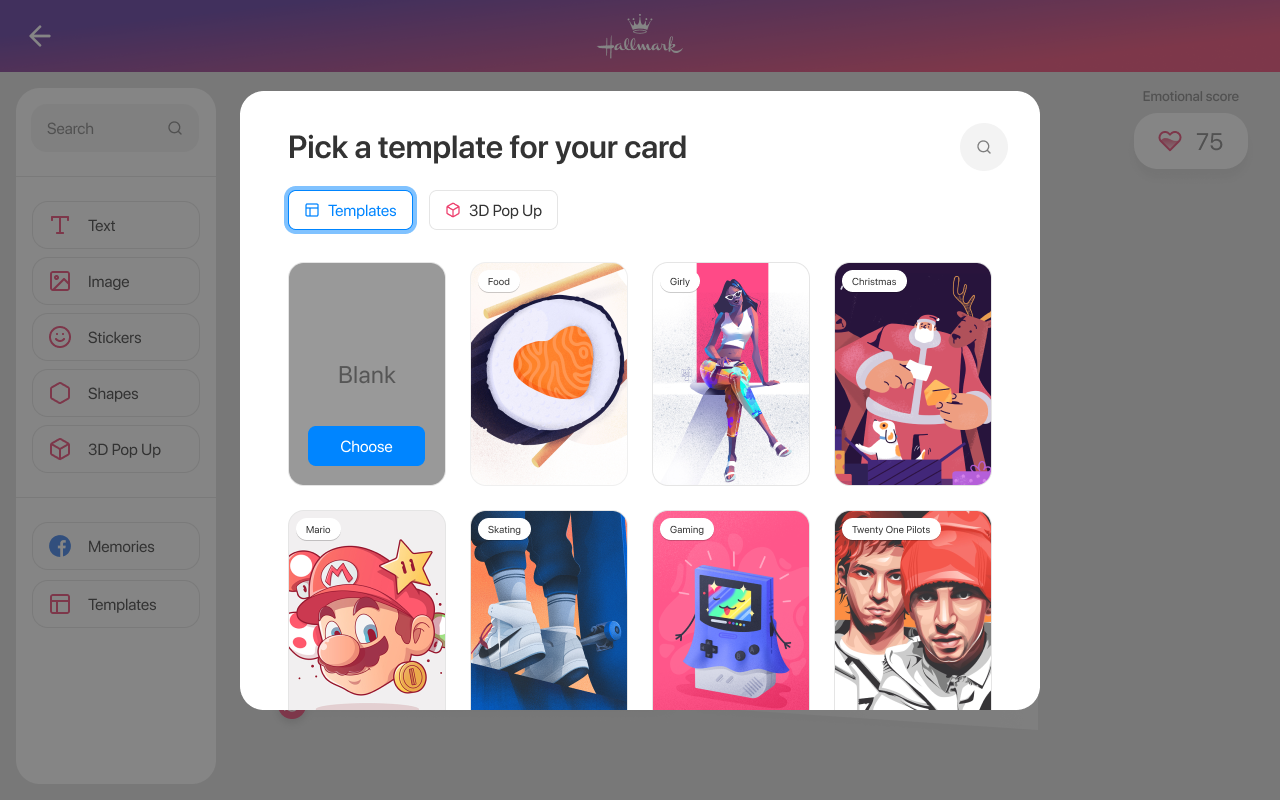 Hallmark
Search
Text
Image
Stickers
Shapes
3D Pop Up
Memories
Templates
Pick a template for your card
Templates
3D Pop Up
Blank
Choose
Food
Girly
Christmas
Mario
M
Skating
Gaming
Twenty One Pilots
Emotional score
75